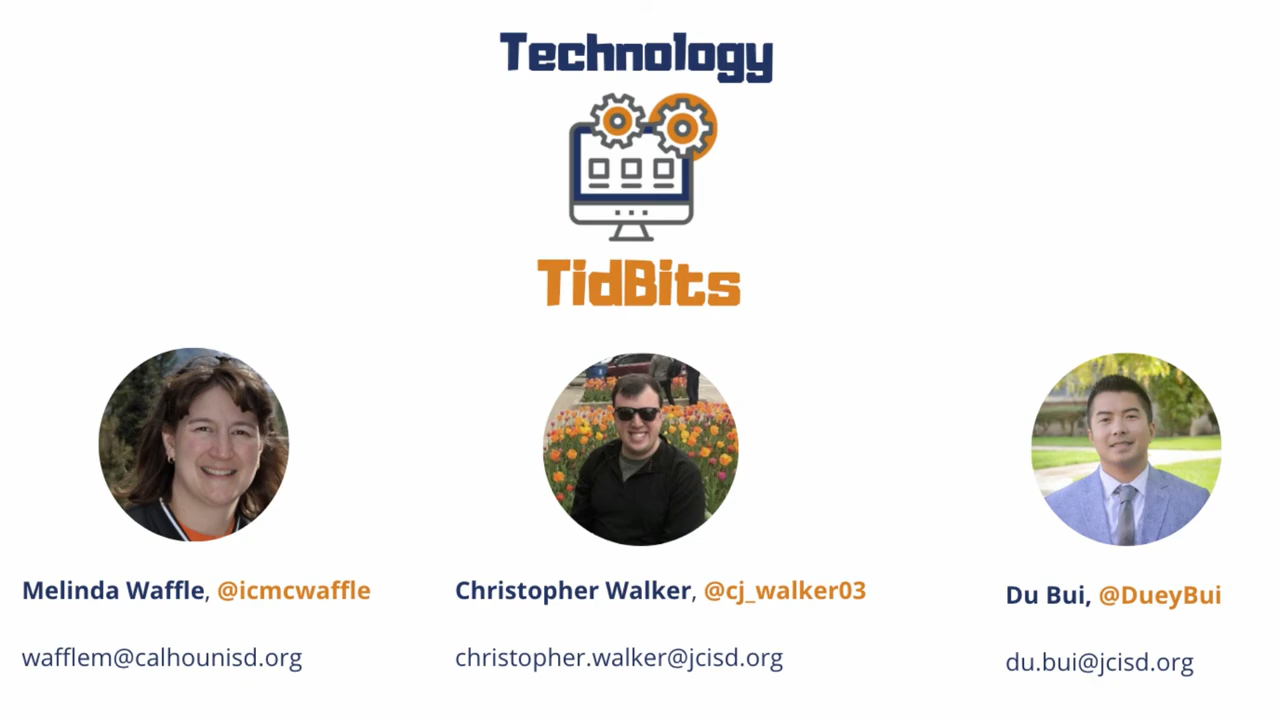 Technology
TidBits
Melinda Waffle, @icmcwaffle
wafflem@calhounisd.org
Christopher Walker, @cj_walker03
christopher.walker@jcisd.org
Du Bui, @DueyBui
du.bui@jcisd.org